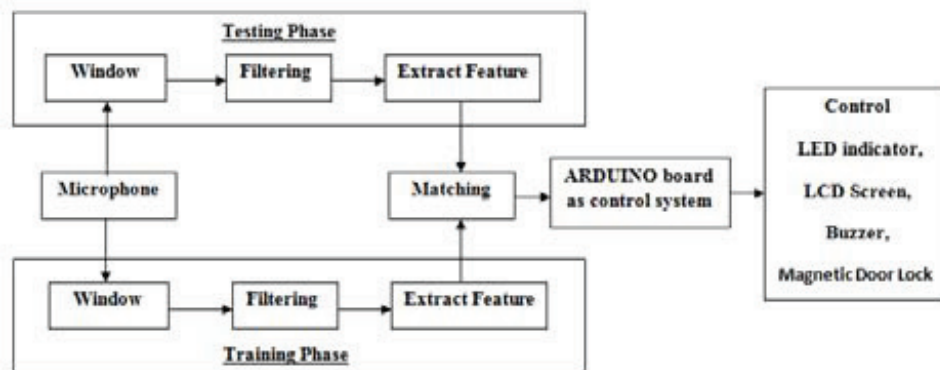 Testing Phase
Window
Filtering
Extract Feature
Microphone
Matching
ARDUINO board
as control system
Control
LED indicator,
LCD Screen,
Buzzer,
Magnetic Door Lock
Window
Filtering
Extract Feature
Training Phase